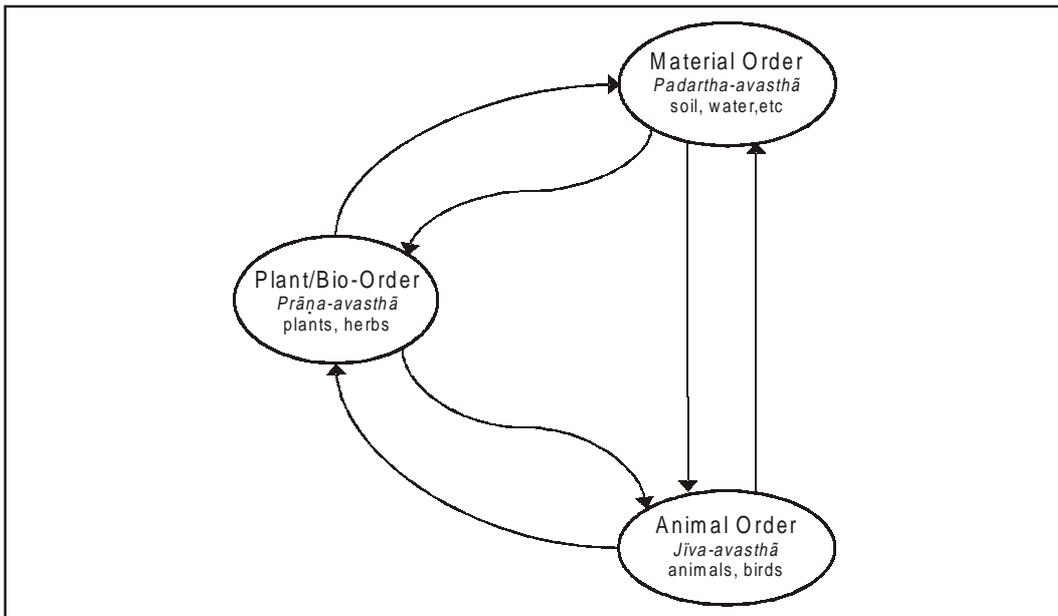 Material Order
Padartha-avasthã
soil, water,etc
Plant/Bio-Order
Prãṇa-avasthã
plants, herbs
Animal Order
Jïva-avasthã
animals, birds